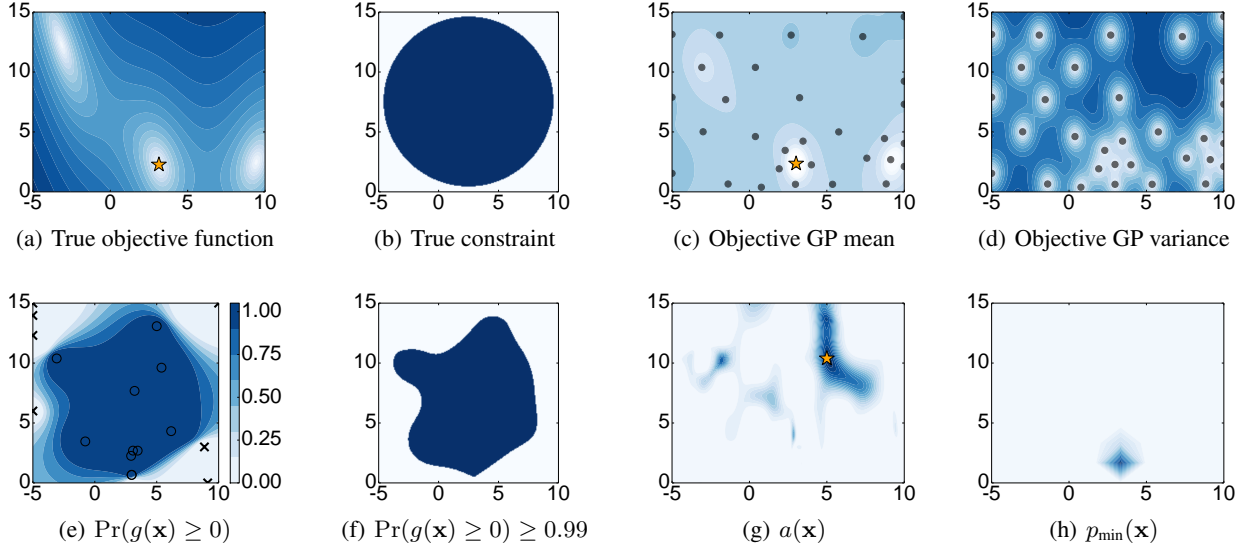 15
10
5
0
-5 0 5 10
(a) True objective function
15
10
5
0
-5 0 5 10
(b) True constraint
15
10
5
0
-5 0 5 10
(c) Objective GP mean
15
10
5
0
-5 0 5 10
(d) Objective GP variance
15
10
5
0
-5 0 5 10
1.00
0.75
0.50
0.25
0.00
(e) Pr(g(x) ≥ 0)
15
10
5
0
-5 0 5 10
(f) Pr(g(x) ≥ 0) ≥ 0.99
15
10
5
0
-5 0 5 10
(g) a(x)
15
10
5
0
-5 0 5 10
(h) p_min(x)